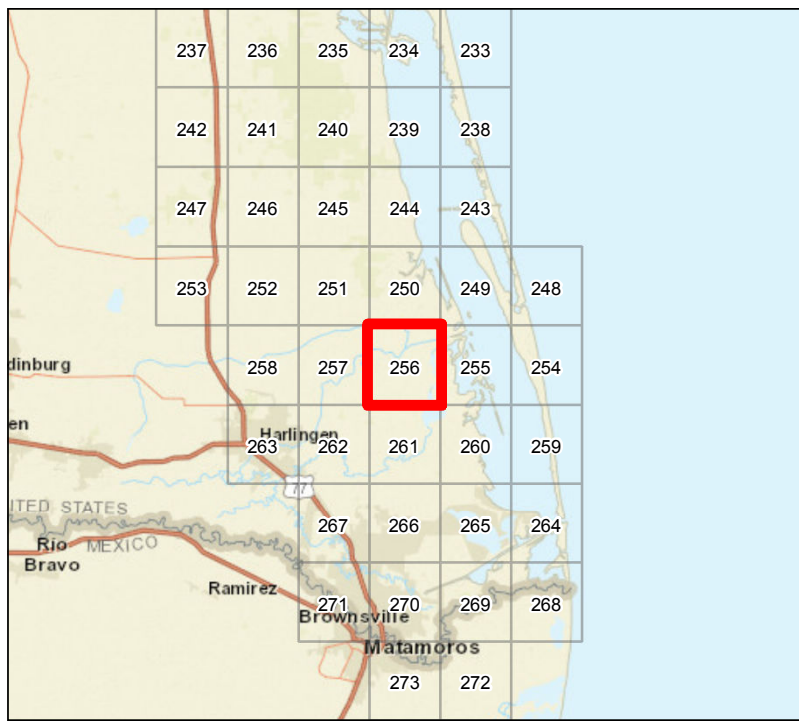 237 236 235 234 233
242 241 240 239 238
247 246 245 244 243
253 252 251 250 249 248
dinburg 258 257 256 255 254
en
Harlingen
263 262 261 260 259
77
ITED STATES
267 266 265 264
Rio Bravo
MEXICO
Ramirez
271 270 269 268
Brownsville
Matamoros
273 272